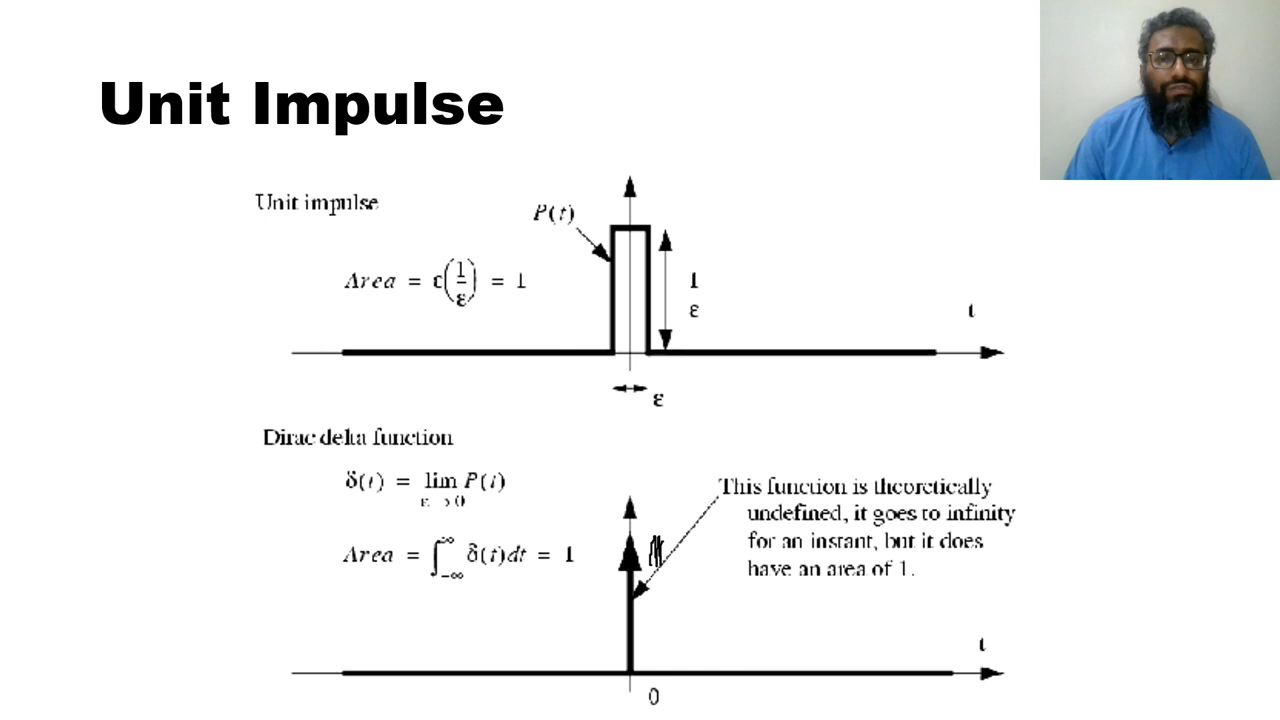 Unit Impulse
Unit impulse
P(t)
Area = ε(1/ε) = 1
1
ε
t
ε
Dirac delta function
δ(t) = lim P(t)
ε→0
Area = ∫_{-∞}^{∞} δ(t)dt = 1
This function is theoretically
undefined, it goes to infinity
for an instant, but it does
have an area of 1.
t
0